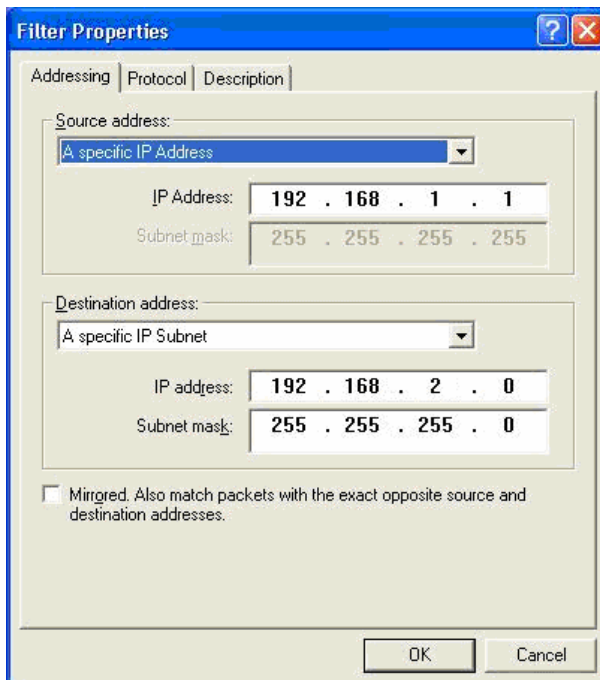 Filter Properties
Addressing Protocol Description
Source address:
A specific IP Address
IP Address: 192 . 168 . 1 . 1
Subnet mask: 255 . 255 . 255 . 255
Destination address:
A specific IP Subnet
IP address: 192 . 168 . 2 . 0
Subnet mask: 255 . 255 . 255 . 0
Mirrored. Also match packets with the exact opposite source and
destination addresses.
OK Cancel